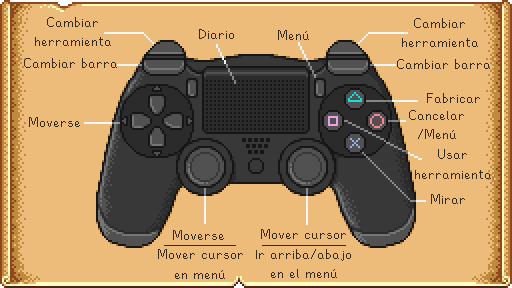 Cambiar
herramienta
Cambiar barra
Diario
Menú
Cambiar
herramienta
Cambiar barra
Moverse
Fabricar
Cancelar
/Menú
Usar
herramienta
Mirar
Moverse
Mover cursor
en menú
Mover cursor
Ir arriba/abajo
en el menú